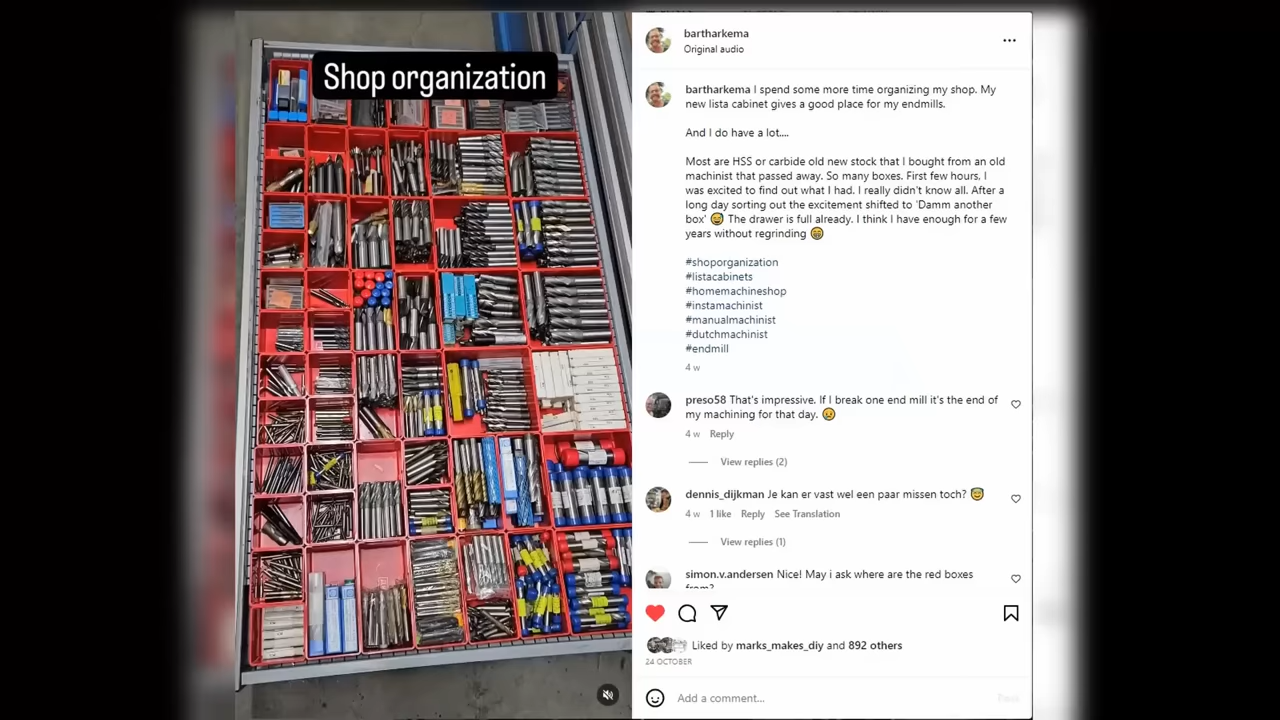 Shop organization
bartharkema
Original audio
bartharkema I spend some more time organizing my shop. My
new lista cabinet gives a good place for my endmills.
And I do have a lot....
Most are HSS or carbide old new stock that I bought from an old
machinist that passed away. So many boxes. First few hours, I
was excited to find out what I had. I really didn't know all. After a
long day sorting out the excitement shifted to 'Damm another
box' 😅 The drawer is full already. I think I have enough for a few
years without regrinding 😁
#shoporganization
#listacabinets
#homemachineshop
#instamachinist
#manualmachinist
#dutchmachinist
#endmill
4 w
preso58 That's impressive. If I break one end mill it's the end of
my machining for that day. 😣
4 w Reply
View replies (2)
dennis_dijkman Je kan er vast wel een paar missen toch? 😇
4 w 1 like Reply See Translation
View replies (1)
simon.v.andersen Nice! May i ask where are the red boxes
from?
Liked by marks_makes_diy and 892 others
24 OCTOBER
Add a comment...
Post